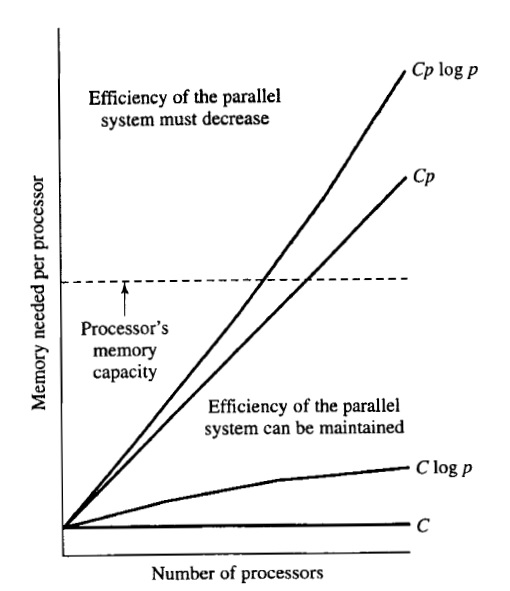 Cp log p
Efficiency of the parallel
system must decrease
Cp
Memory needed per processor
Processor's
memory
capacity
Efficiency of the parallel
system can be maintained
C log p
C
Number of processors